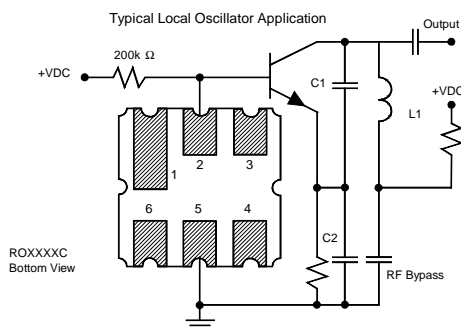 Typical Local Oscillator Application
Output
200k Ω
+VDC
C1
+VDC
L1
1
2
3
6
5
4
C2
ROXXXXC
Bottom View
RF Bypass